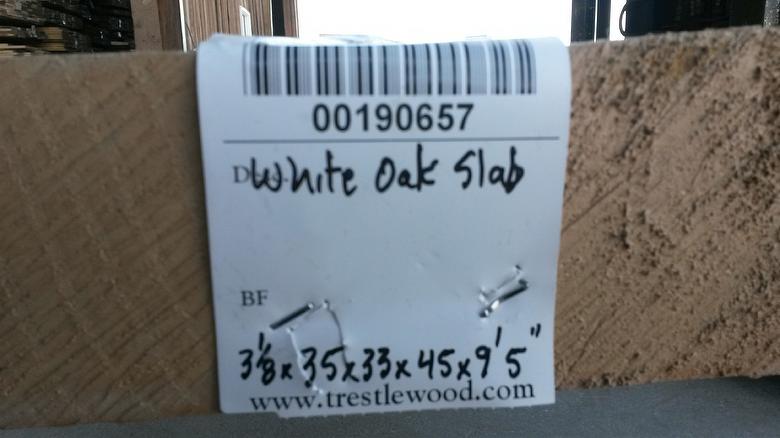 00190657
White Oak Slab
BF
3 1/8 x 35 x 33 x 45 x 9' 5"
www.trestlewood.com